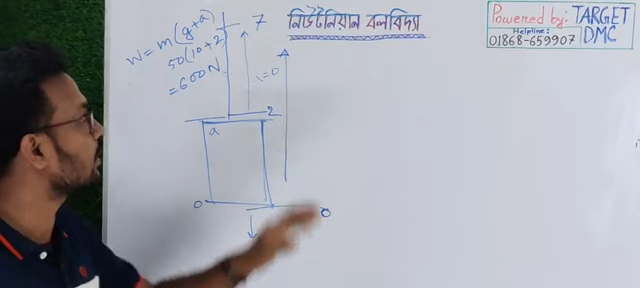 নিউটনিয়ান বলবিদ্যা
Powered by: TARGET DMC
Helpline:
01868-659907
W = m(g+a)
50(10+2)
= 600N
7
2
a
0
0